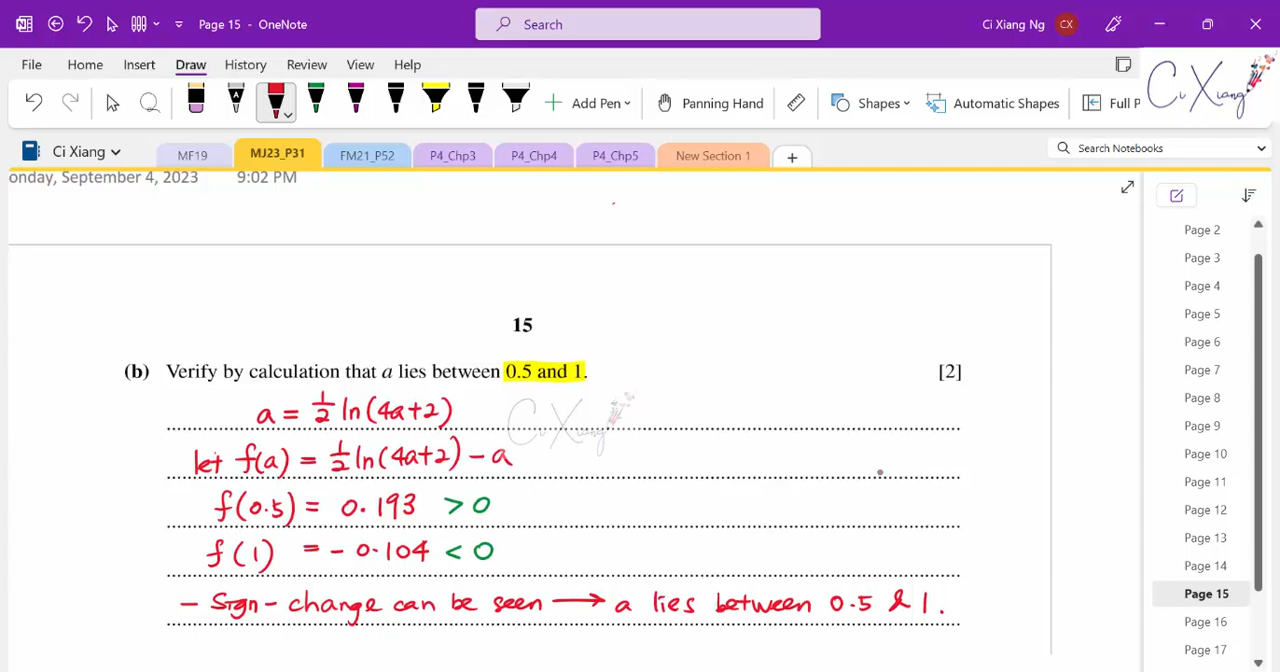 Page 15 - OneNote
Search
Ci Xiang Ng
CX
File Home Insert Draw History Review View Help
Add Pen
Panning Hand
Shapes
Automatic Shapes
Full P
Ci Xiang
Ci Xiang
MF19
MJ23_P31
FM21_P52
P4_Chp3
P4_Chp4
P4_Chp5
New Section 1
Search Notebooks
onday, September 4, 2023 9:02 PM
15
(b) Verify by calculation that a lies between 0.5 and 1. [2]
a = 1/2 ln(4a+2)
Ci Xiang
let f(a) = 1/2 ln(4a+2) - a
f(0.5) = 0.193 > 0
f(1) = - 0.104 < 0
- Sign - change can be seen → a lies between 0.5 & 1.
Page 2
Page 3
Page 4
Page 5
Page 6
Page 7
Page 8
Page 9
Page 10
Page 11
Page 12
Page 13
Page 14
Page 15
Page 16
Page 17